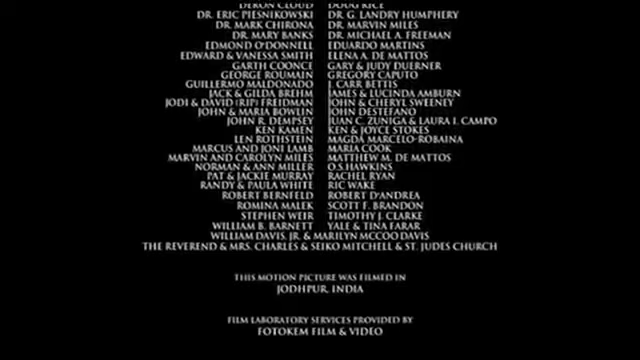 DERON CLOUD DOUG RICE
DR. ERIC PIESNIKOWSKI DR. G. LANDRY HUMPHERY
DR. MARK CHIRONA DR. MARVIN MILES
DR. MARY BANKS DR. MICHAEL A. FREEMAN
EDMOND O'DONNELL EDUARDO MARTINS
EDWARD & VANESSA SMITH ELENA A. DE MATTOS
GARTH COONCE GARY & JUDY DUERNER
GEORGE ROUMAIN GREGORY CAPUTO
GUILLERMO MALDONADO J. CARR BETTIS
JACK & GILDA BREHM JAMES & LUCINDA AMBURN
JODI & DAVID (RIP) FREIDMAN JOHN & CHERYL SWEENEY
JOHN & MARIA BOWLIN JOHN DESTEFANO
JOHN R. DEMPSEY JUAN C. ZUNIGA & LAURA I. CAMPO
KEN KAMEN KEN & JOYCE STOKES
LEN ROTHSTEIN MAGDA MARCELO-ROBAINA
MARCUS AND JONI LAMB MARIA COOK
MARVIN AND CAROLYN MILES MATTHEW M. DE MATTOS
NORMAN & ANN MILLER O.S.HAWKINS
PAT & JACKIE MURRAY RACHEL RYAN
RANDY & PAULA WHITE RIC WAKE
ROBERT BERNFELD ROBERT D'ANDREA
ROMINA MALEK SCOTT F. BRANDON
STEPHEN WEIR TIMOTHY J. CLARKE
WILLIAM B. BARNETT YALE & TINA FARAR
WILLIAM DAVIS, JR. & MARILYN MCCOO DAVIS
THE REVEREND & MRS. CHARLES & SEIKO MITCHELL & ST. JUDES CHURCH
THIS MOTION PICTURE WAS FILMED IN
JODHPUR, INDIA
FILM LABORATORY SERVICES PROVIDED BY
FOTOKEM FILM & VIDEO